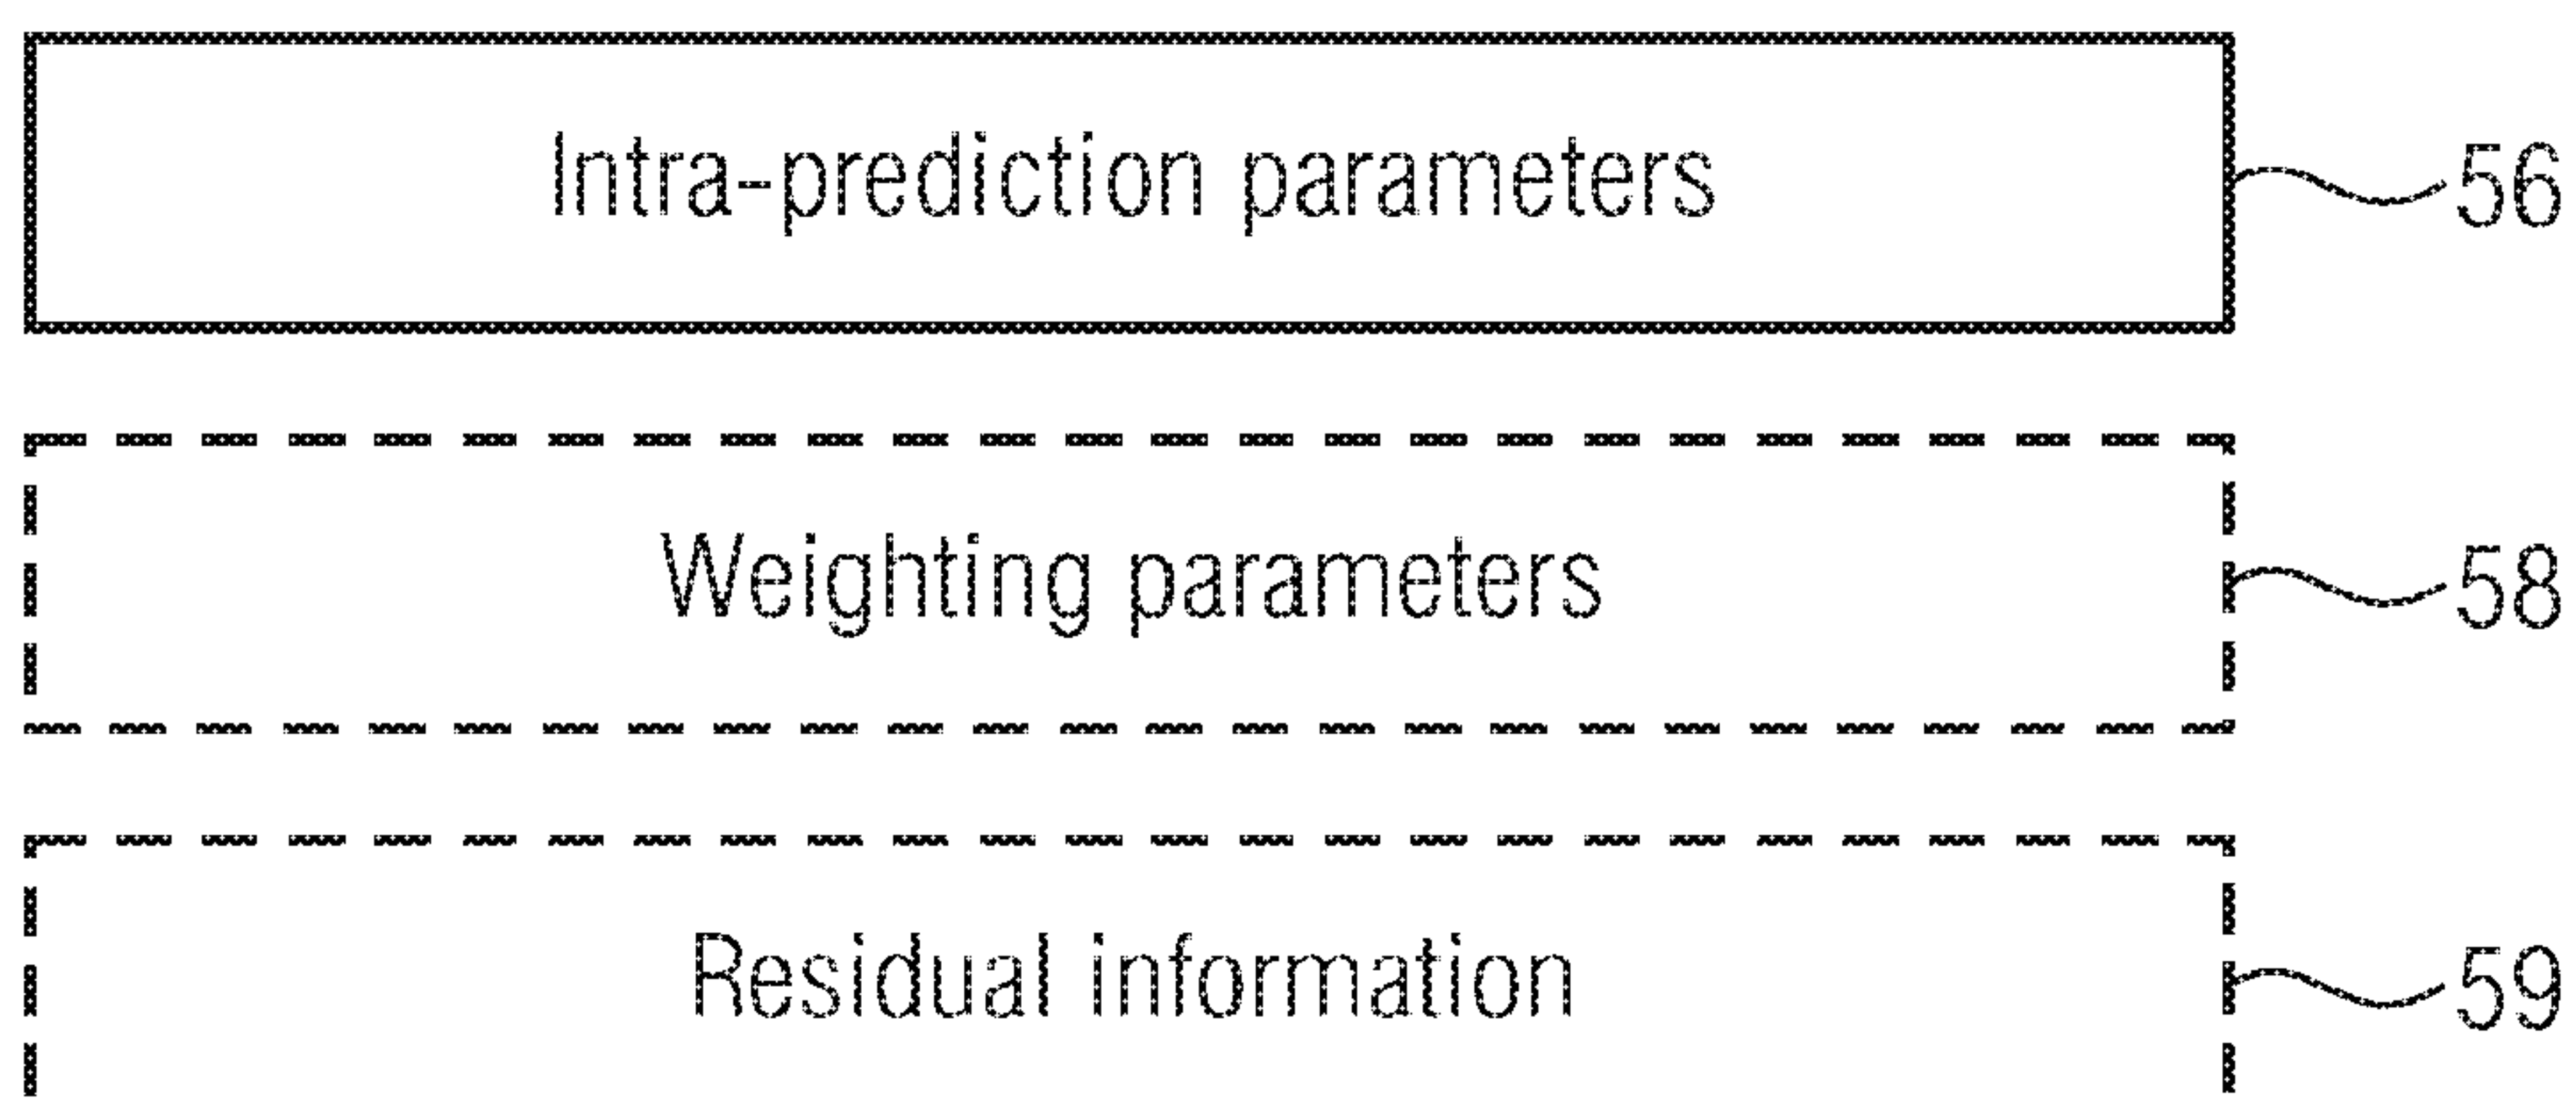 Intra-prediction parameters 56
Weighting parameters 58
Residual information 59